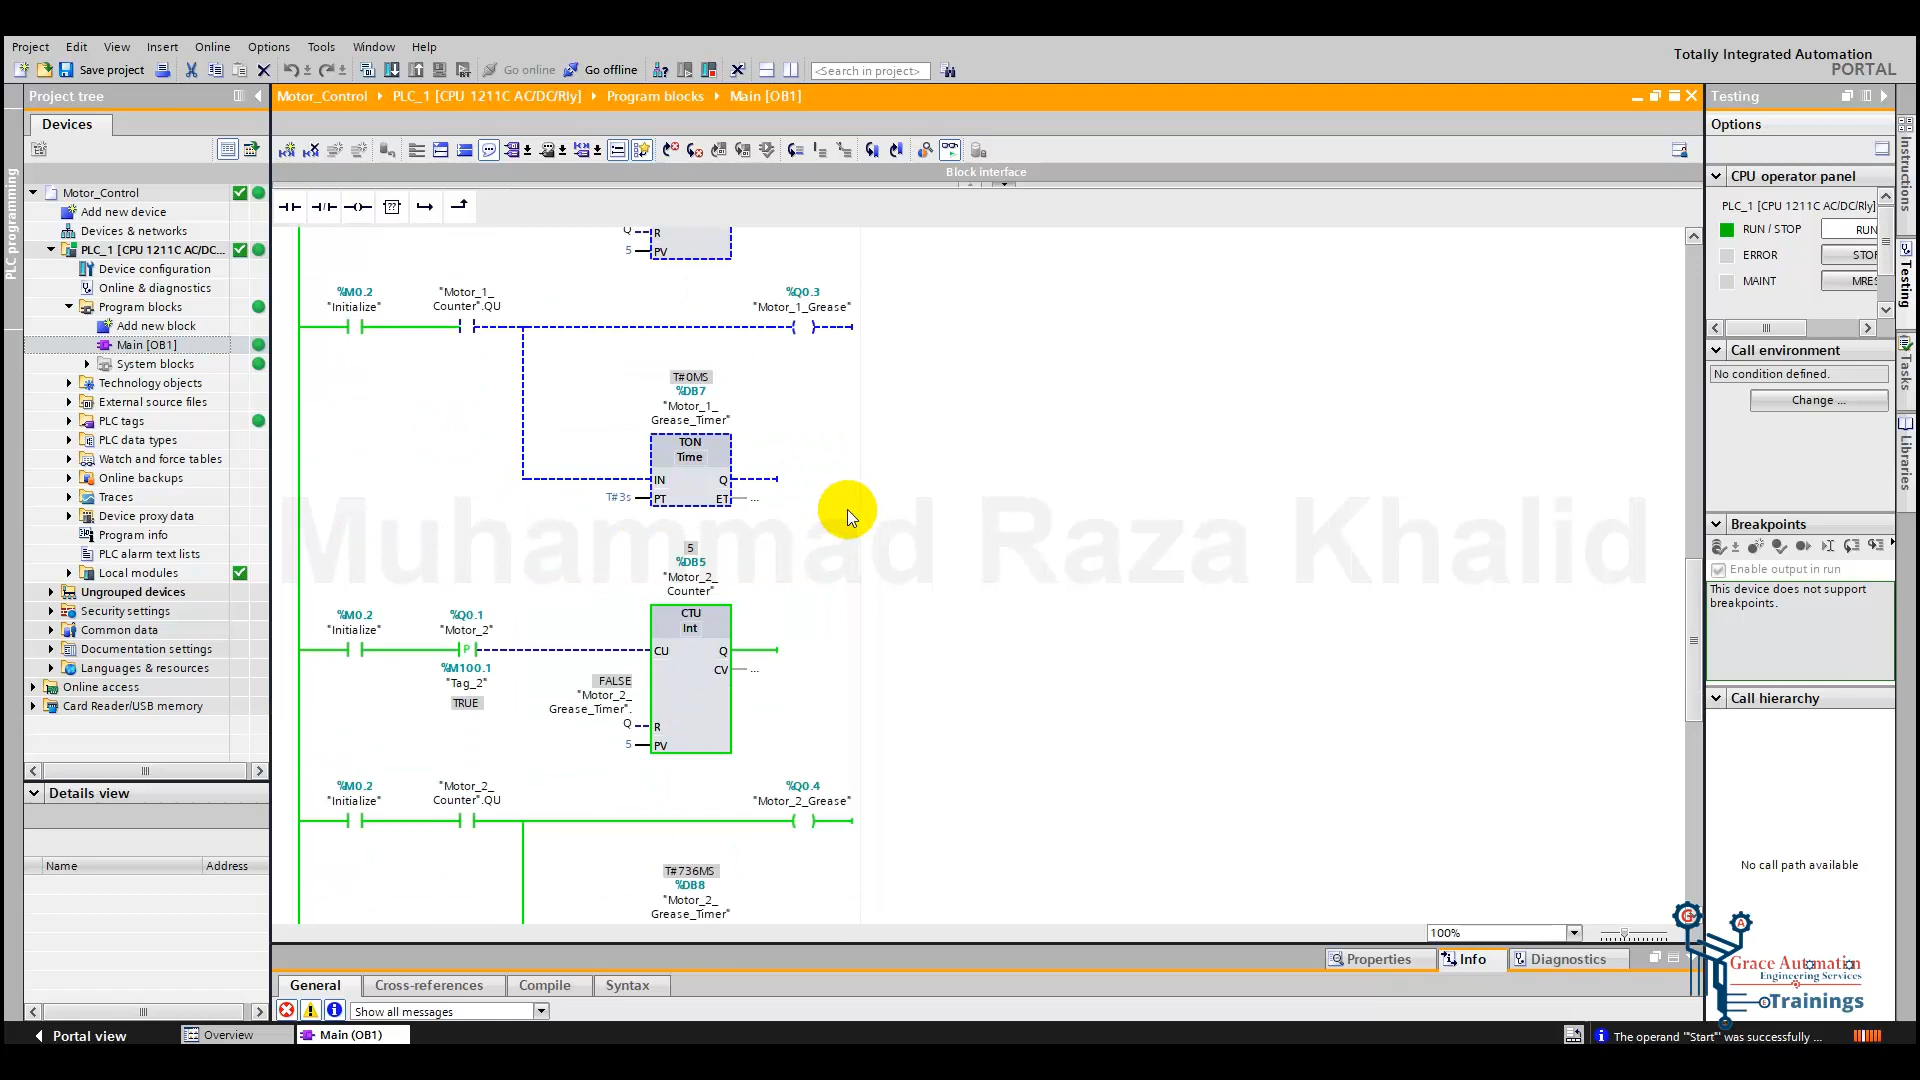 Project Edit View Insert Online Options Tools Window Help
Totally Integrated Automation
PORTAL
Save project
Go online
Go offline
<Search in project>
Project tree
Motor_Control PLC_1 [CPU 1211C AC/DC/Rly] Program blocks Main [OB1]
Testing
Devices
Options
PLC programming
Block interface
Motor_Control
Add new device
Devices & networks
PLC_1 [CPU 1211C AC/DC...
Device configuration
Online & diagnostics
Program blocks
Add new block
Main [OB1]
System blocks
Technology objects
External source files
PLC tags
PLC data types
Watch and force tables
Online backups
Traces
Device proxy data
Program info
PLC alarm text lists
Local modules
Ungrouped devices
Security settings
Common data
Documentation settings
Languages & resources
Online access
Card Reader/USB memory
Details view
Name Address
Q R
5 PV
%M0.2
"Initialize"
"Motor_1_
Counter".QU
%Q0.3
"Motor_1_Grease"
T#0MS
%DB7
"Motor_1_
Grease_Timer"
TON
Time
IN Q
T#3s PT ET ...
Muhammad Raza Khalid
5
%DB5
"Motor_2_
Counter"
CTU
Int
%M0.2
"Initialize"
%Q0.1
"Motor_2"
P
%M100.1
"Tag_2"
TRUE
CU Q
CV ...
FALSE
"Motor_2_
Grease_Timer".
Q R
5 PV
%M0.2
"Initialize"
"Motor_2_
Counter".QU
%Q0.4
"Motor_2_Grease"
T#736MS
%DB8
"Motor_2_
Grease_Timer"
100%
CPU operator panel
PLC_1 [CPU 1211C AC/DC/Rly]
RUN / STOP RUN
ERROR STOP
MAINT MRES
Call environment
No condition defined.
Change ...
Breakpoints
Enable output in run
This device does not support
breakpoints.
Call hierarchy
No call path available
Instructions
Testing
Tasks
Libraries
Properties Info Diagnostics
General Cross-references Compile Syntax
Show all messages
Portal view
Overview
Main (OB1)
The operand '"Start"' was successfully ...
G A
Grace Automatin
Engineering Services
eTrainings